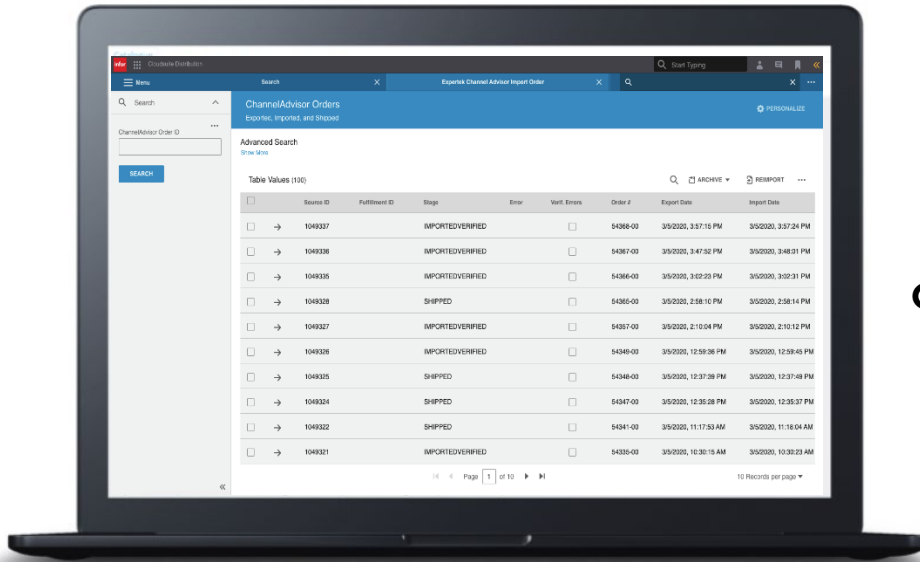 infor Cloudsuite Distribution Start Typing
Menu Search Expertek Channel Advisor Import Order
Search
ChannelAdvisor Order ID
SEARCH
ChannelAdvisor Orders
Exported, Imported, and Shipped
PERSONALIZE
Advanced Search
Show More
Table Values (100) ARCHIVE REIMPORT
Source ID Fulfillment ID Stage Error Verif. Errors Order # Export Date Import Date
1049337 IMPORTEDVERIFIED 54368-00 3/5/2020, 3:57:15 PM 3/5/2020, 3:57:24 PM
1049336 IMPORTEDVERIFIED 54367-00 3/5/2020, 3:47:52 PM 3/5/2020, 3:48:01 PM
1049335 IMPORTEDVERIFIED 54366-00 3/5/2020, 3:02:23 PM 3/5/2020, 3:02:31 PM
1049328 SHIPPED 54365-00 3/5/2020, 2:58:10 PM 3/5/2020, 2:58:14 PM
1049327 IMPORTEDVERIFIED 54357-00 3/5/2020, 2:10:04 PM 3/5/2020, 2:10:12 PM
1049326 IMPORTEDVERIFIED 54349-00 3/5/2020, 12:59:36 PM 3/5/2020, 12:59:45 PM
1049325 SHIPPED 54348-00 3/5/2020, 12:37:39 PM 3/5/2020, 12:37:49 PM
1049324 SHIPPED 54347-00 3/5/2020, 12:35:28 PM 3/5/2020, 12:35:37 PM
1049322 SHIPPED 54341-00 3/5/2020, 11:17:53 AM 3/5/2020, 11:18:04 AM
1049321 IMPORTEDVERIFIED 54335-00 3/5/2020, 10:30:15 AM 3/5/2020, 10:30:23 AM
Page 1 of 10 10 Records per page